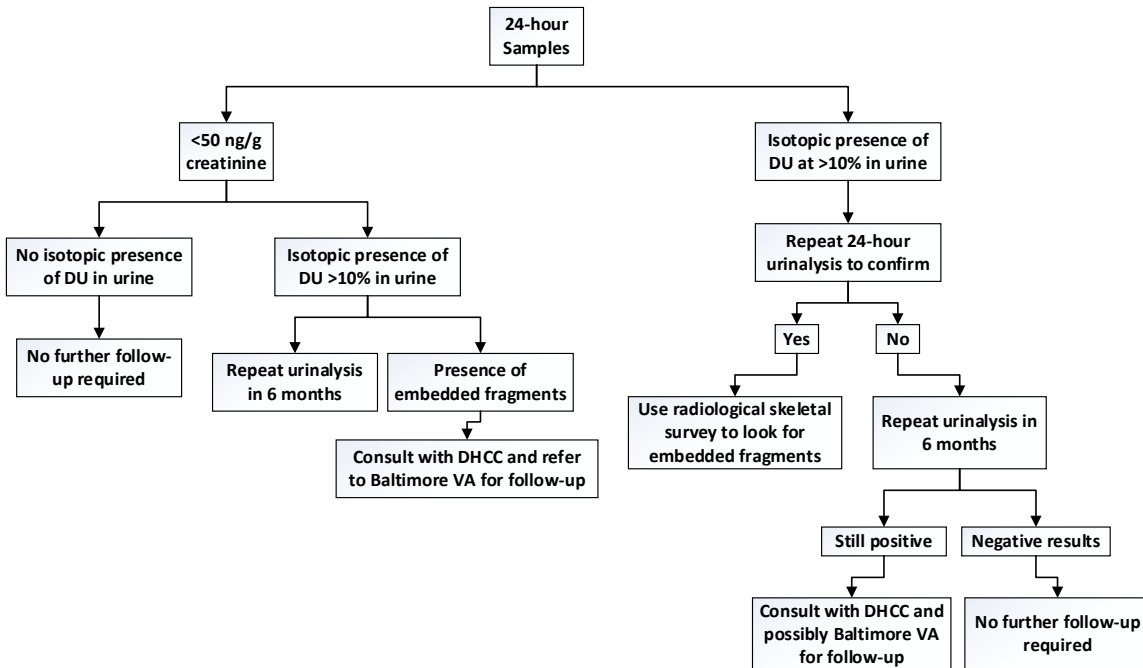 24-hour
Samples
<50 ng/g
creatinine
Isotopic presence of
DU at >10% in urine
No isotopic presence
of DU in urine
Isotopic presence of
DU >10% in urine
Repeat 24-hour
urinalysis to confirm
Yes
No
No further follow-
up required
Repeat urinalysis
in 6 months
Presence of
embedded fragments
Use radiological skeletal
survey to look for
embedded fragments
Repeat urinalysis in
6 months
Consult with DHCC and refer
to Baltimore VA for follow-up
Still positive
Negative results
Consult with DHCC and
possibly Baltimore VA
for follow-up
No further follow-up
required